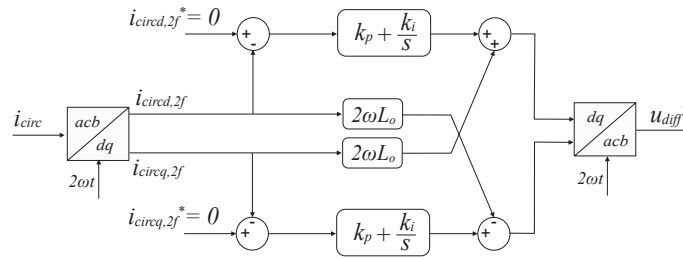 i_circd,2f* = 0
+
-
k_p + k_i/s
+
+
i_circ
acb
dq
2ωt
i_circd,2f
2ωL_o
i_circq,2f
2ωL_o
dq
acb
2ωt
u_diff
i_circq,2f* = 0
+
-
k_p + k_i/s
+
-